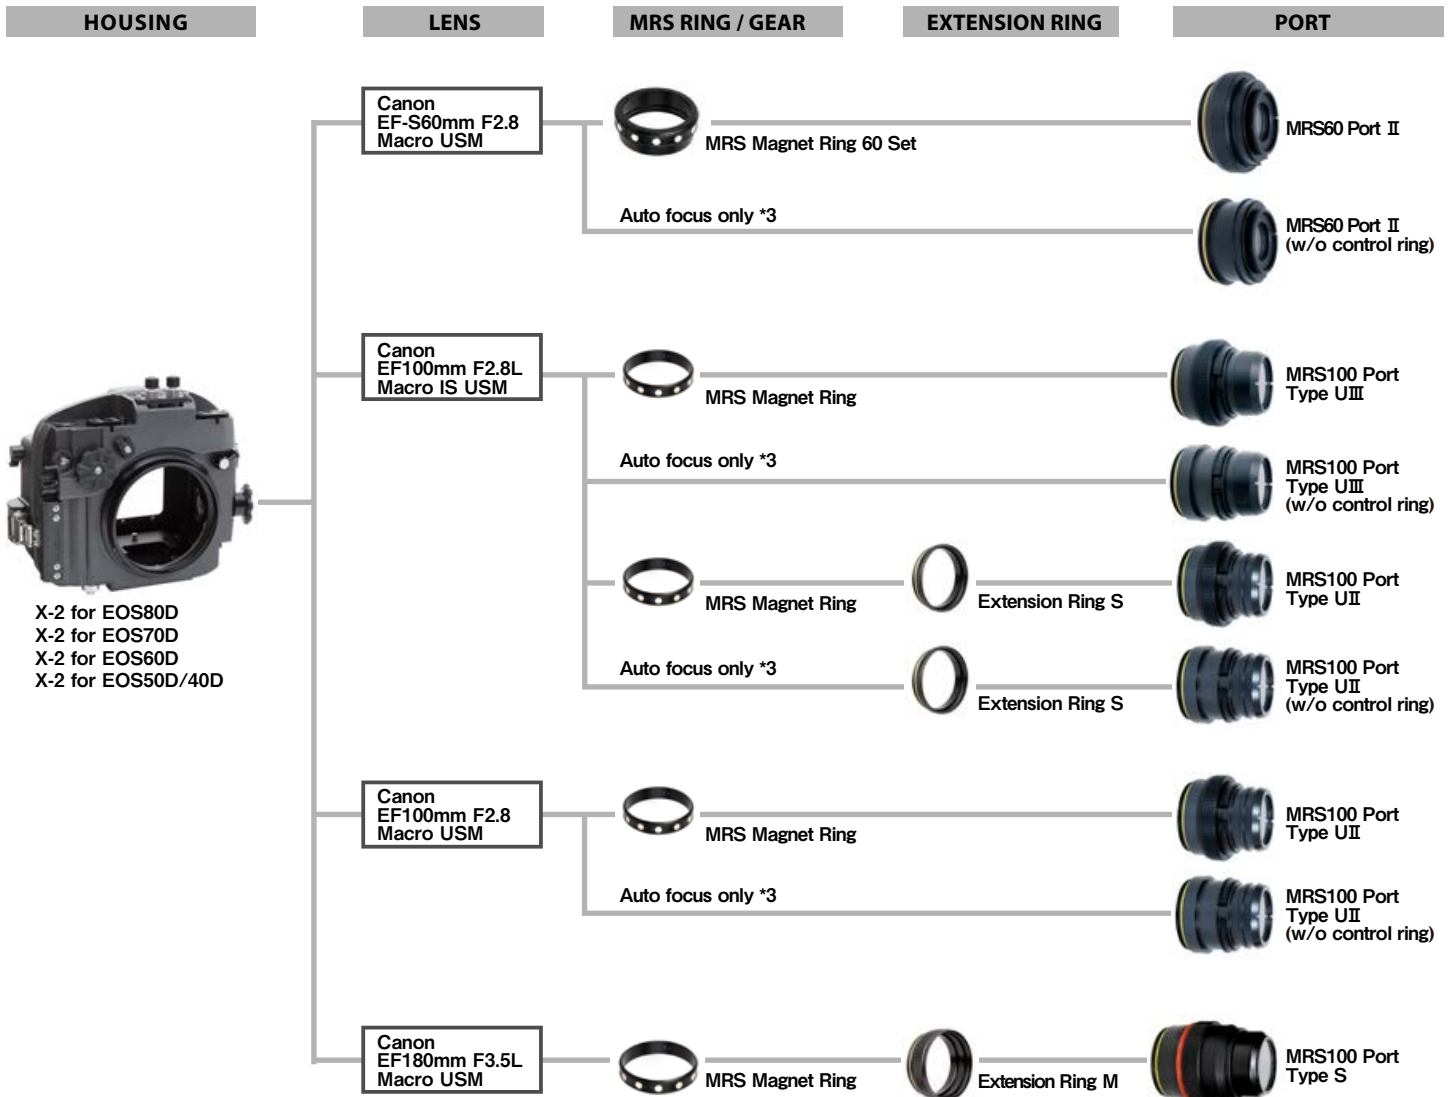 HOUSING
LENS
MRS RING / GEAR
EXTENSION RING
PORT
Canon
EF-S60mm F2.8
Macro USM
MRS Magnet Ring 60 Set
MRS60 Port Ⅱ
Auto focus only *3
MRS60 Port Ⅱ
(w/o control ring)
Canon
EF100mm F2.8L
Macro IS USM
MRS Magnet Ring
MRS100 Port
Type UⅢ
Auto focus only *3
MRS100 Port
Type UⅢ
(w/o control ring)
MRS Magnet Ring
Extension Ring S
MRS100 Port
Type UⅡ
Auto focus only *3
Extension Ring S
MRS100 Port
Type UⅡ
(w/o control ring)
X-2 for EOS80D
X-2 for EOS70D
X-2 for EOS60D
X-2 for EOS50D/40D
Canon
EF100mm F2.8
Macro USM
MRS Magnet Ring
MRS100 Port
Type UⅡ
Auto focus only *3
MRS100 Port
Type UⅡ
(w/o control ring)
Canon
EF180mm F3.5L
Macro USM
MRS Magnet Ring
Extension Ring M
MRS100 Port
Type S